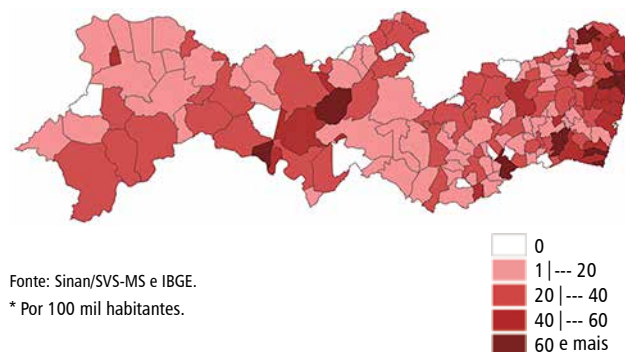 Fonte: Sinan/SVS-MS e IBGE.
* Por 100 mil habitantes.
0
1|--- 20
20|--- 40
40|--- 60
60 e mais